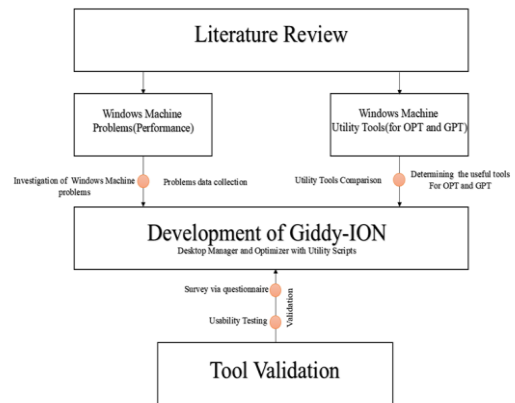 Literature Review
Windows Machine
Problems(Performance)
Windows Machine
Utility Tools(for OPT and GPT)
Investigation of Windows Machine
problems
Problems data collection
Utility Tools Comparison
Determining the useful tools
For OPT and GPT
Development of Giddy-ION
Desktop Manager and Optimizer with Utility Scripts
Survey via questionnaire
Usability Testing
Validation
Tool Validation